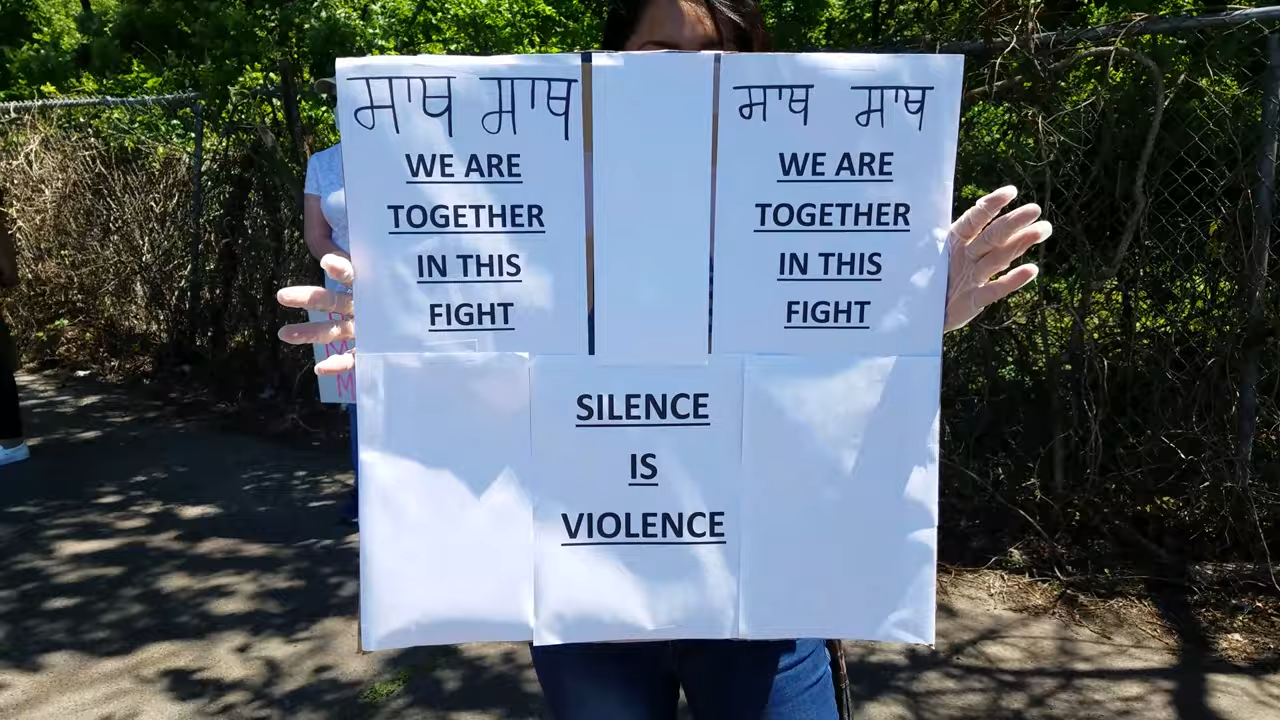 ਸਾਥ ਸਾਥ
WE ARE
TOGETHER
IN THIS
FIGHT
ਸਾਥ ਸਾਥ
WE ARE
TOGETHER
IN THIS
FIGHT
SILENCE
IS
VIOLENCE